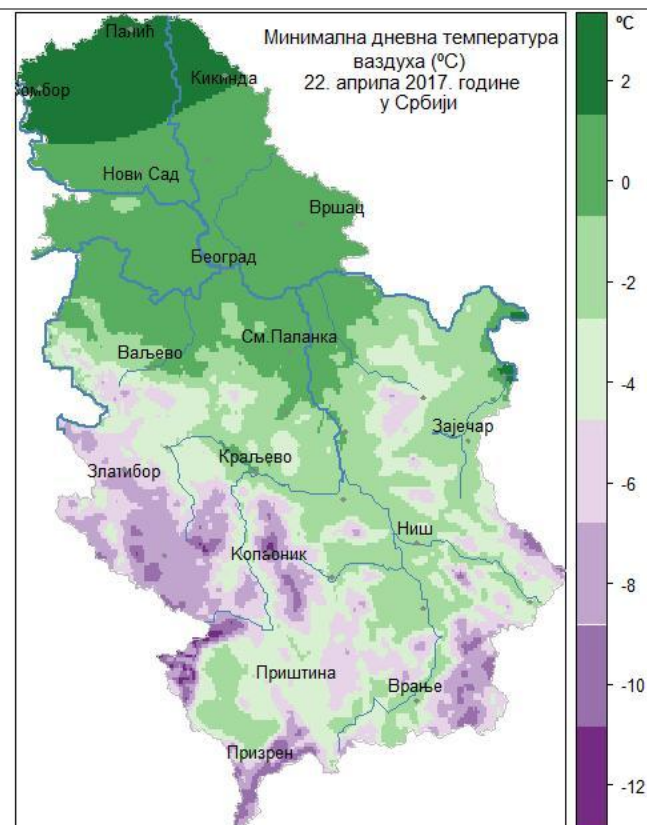 Минимална дневна температура
ваздуха (ºC)
22. априла 2017. године
у Србији
ºC
Палић
Кикинда
омбор
Нови Сад
Вршац
Београд
См.Паланка
Ваљево
Зајечар
Краљево
Златибор
Ниш
Копаоник
Приштина
Врање
Призрен
2
0
-2
-4
-6
-8
-10
-12